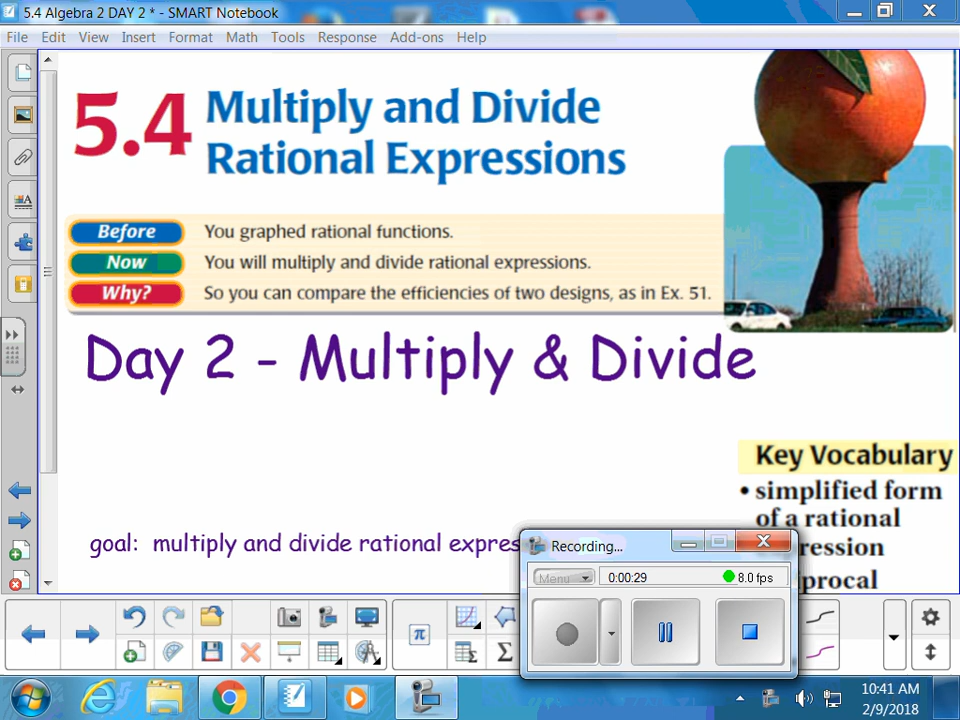 5.4 Algebra 2 DAY 2 * - SMART Notebook
File Edit View Insert Format Math Tools Response Add-ons Help
5.4 Multiply and Divide
Rational Expressions
Before You graphed rational functions.
Now You will multiply and divide rational expressions.
Why? So you can compare the efficiencies of two designs, as in Ex. 51.
Day 2 - Multiply & Divide
Key Vocabulary
• simplified form
of a rational
goal: multiply and divide rational
Recording...
Menu 0:00:29 8.0 fps
π
Σ
10:41 AM
2/9/2018